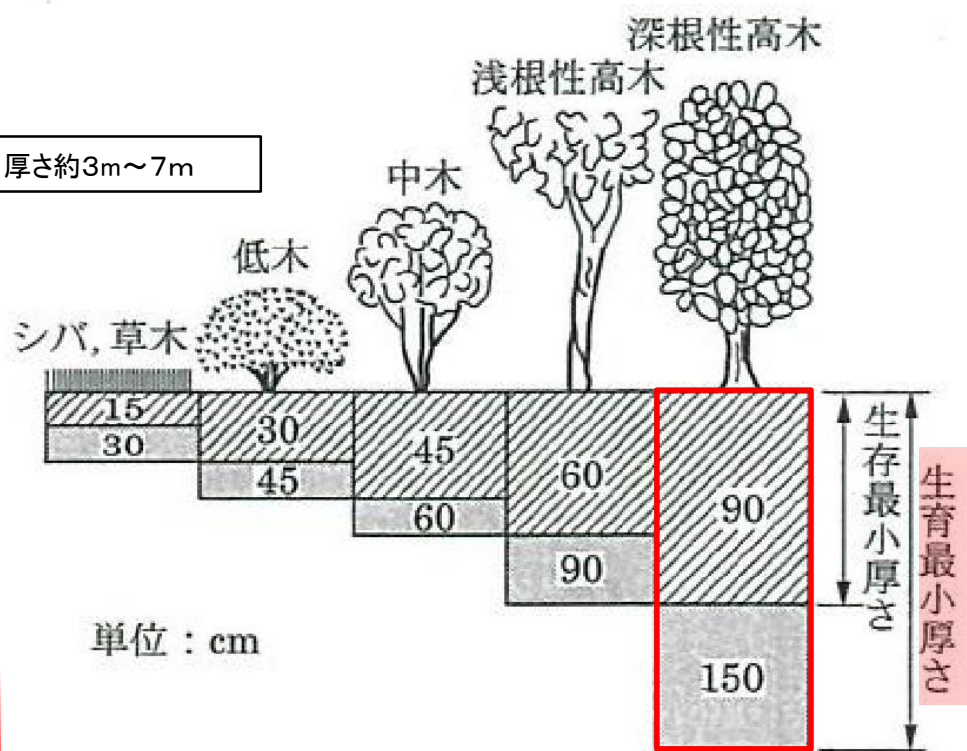 深根性高木
浅根性高木
厚さ約3m～7m
中木
低木
シバ,草木
15
30
30
45
45
60
60
90
90
150
生存最小厚さ
生育最小厚さ
単位：cm